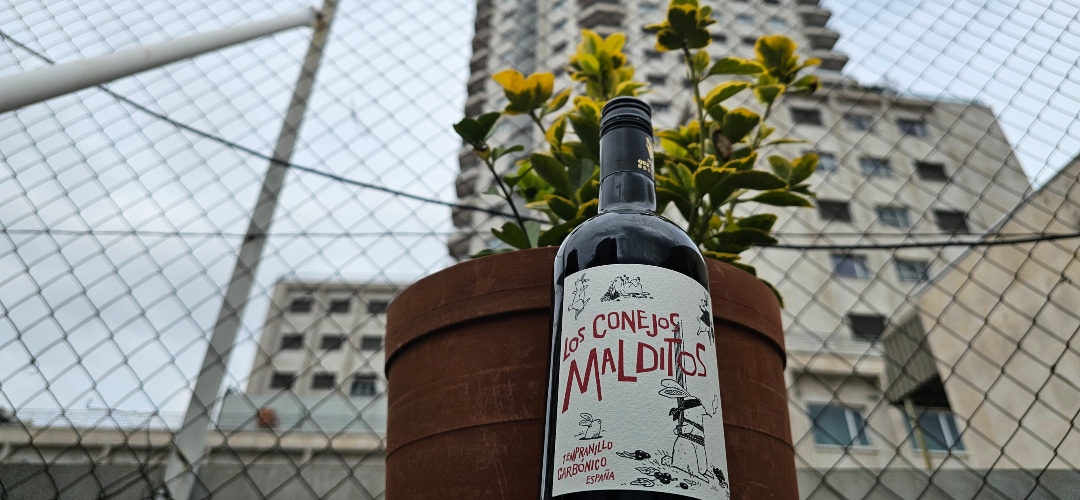 LOS CONEJOS
MALDITOS
TEMPRANILLO
CARBÓNICO
ESPAÑA